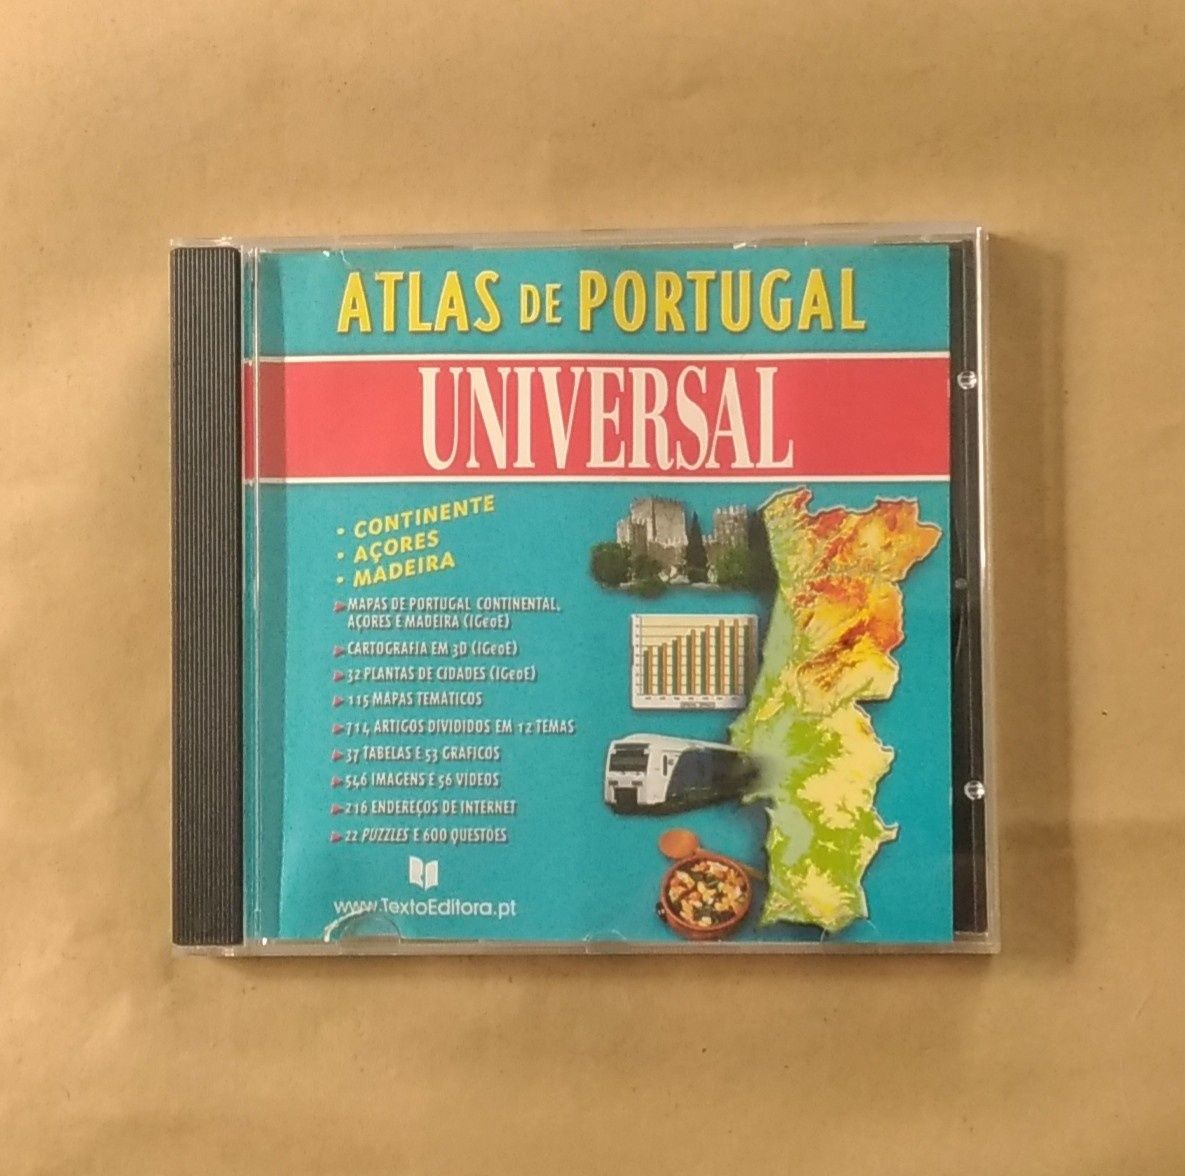 ATLAS DE PORTUGAL
UNIVERSAL
• CONTINENTE
• AÇORES
• MADEIRA
MAPAS DE PORTUGAL CONTINENTAL,
AÇORES E MADEIRA (IGeoE)
CARTOGRAFIA EM 3D (IGeoE)
32 PLANTAS DE CIDADES (IGeoE)
115 MAPAS TEMÁTICOS
714 ARTIGOS DIVIDIDOS EM 12 TEMAS
37 TABELAS E 53 GRÁFICOS
546 IMAGENS E 56 VÍDEOS
216 ENDEREÇOS DE INTERNET
22 PUZZLES E 600 QUESTÕES
www.TextoEditora.pt